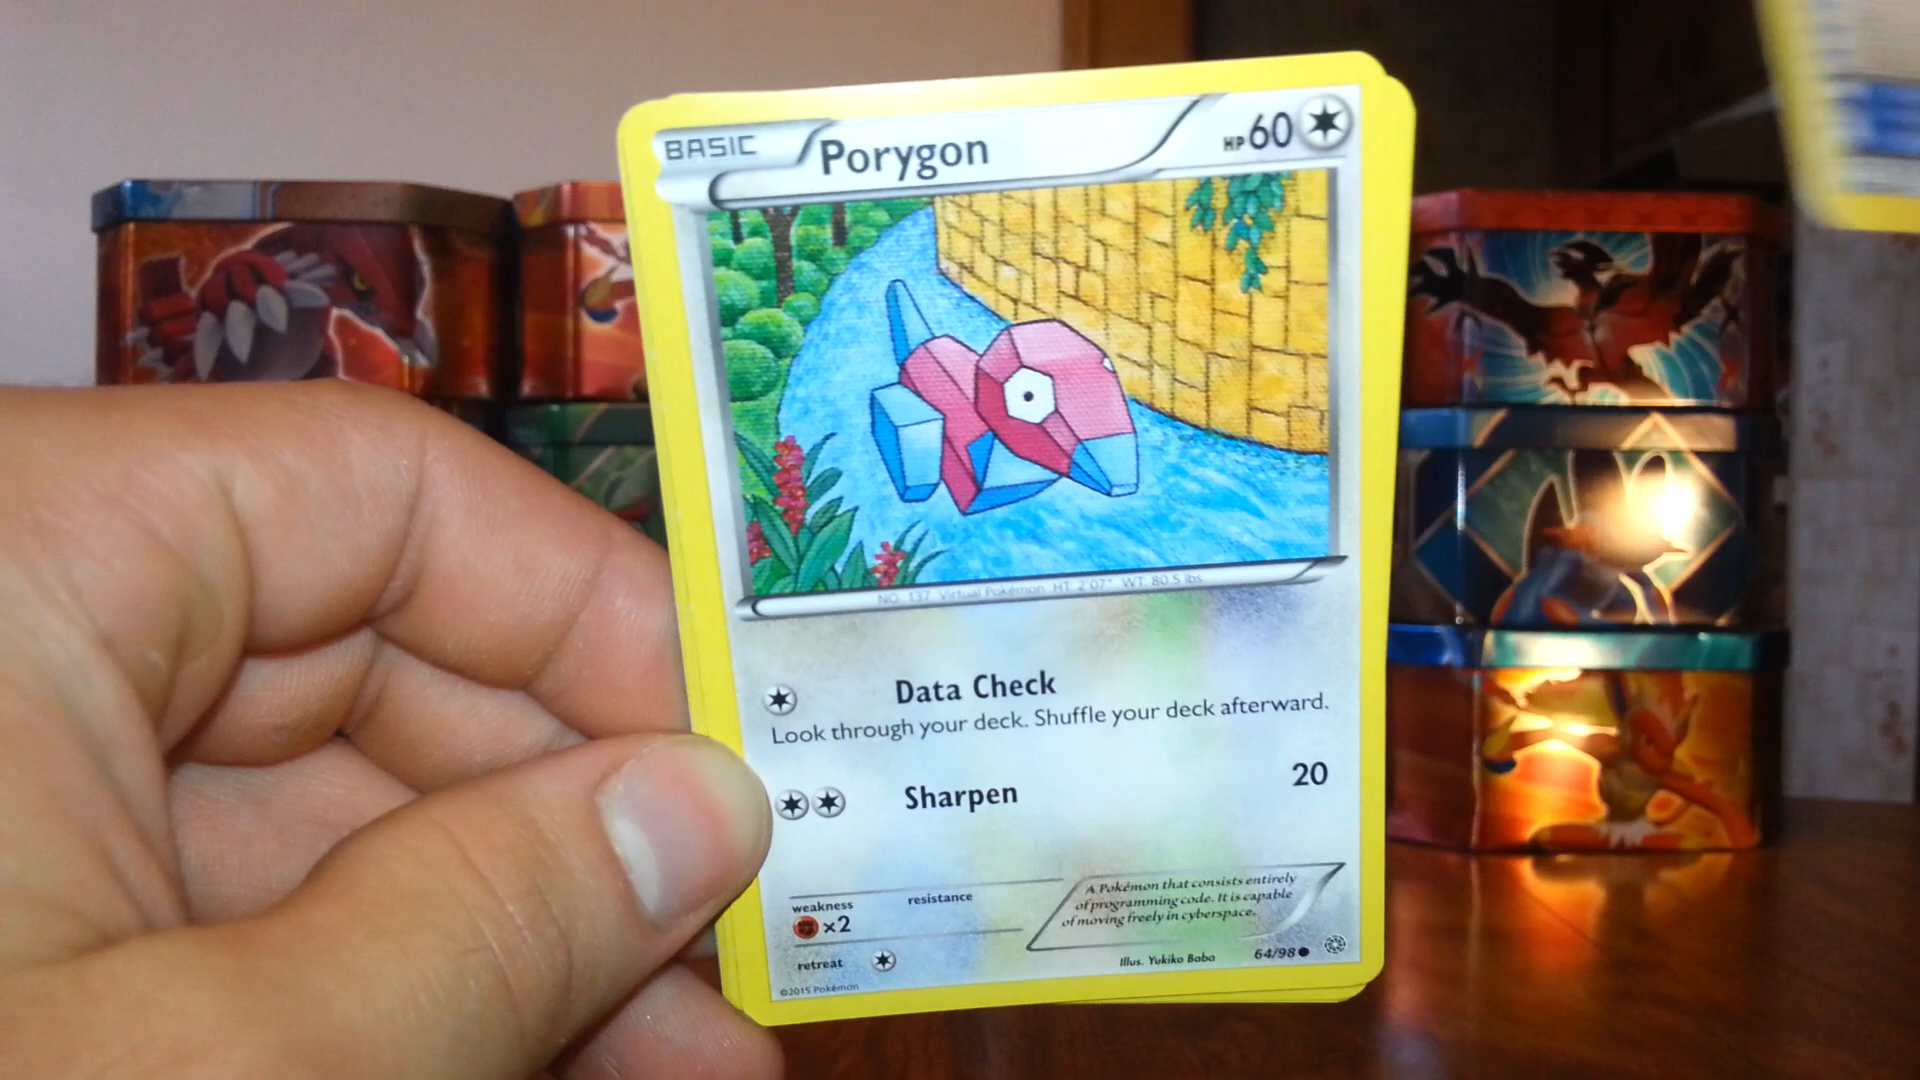 BASIC Porygon HP 60
NO. 137 Virtual Pokémon HT 2'07" WT 80.5 lbs.
Data Check
Look through your deck. Shuffle your deck afterward.
Sharpen 20
weakness resistance
×2
A Pokémon that consists entirely
of programming code. It is capable
of moving freely in cyberspace.
retreat
Illus. Yukiko Baba 64/98
©2015 Pokémon